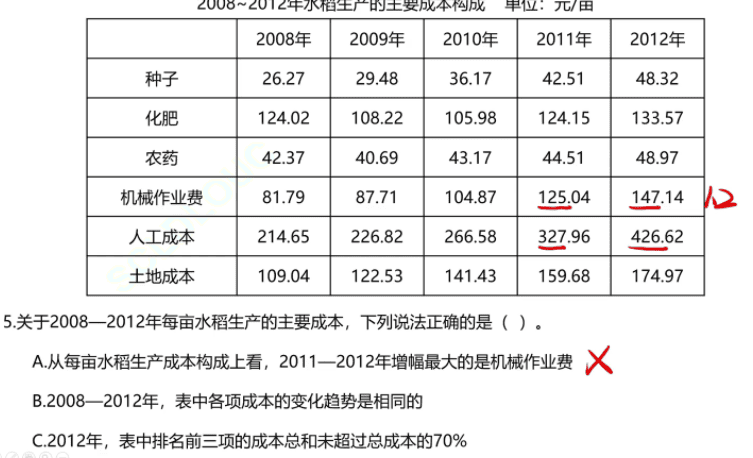 2008~2012年水稻生产的主要成本构成 单位：元/亩
2008年 2009年 2010年 2011年 2012年
种子 26.27 29.48 36.17 42.51 48.32
化肥 124.02 108.22 105.98 124.15 133.57
农药 42.37 40.69 43.17 44.51 48.97
机械作业费 81.79 87.71 104.87 125.04 147.14 12
人工成本 214.65 226.82 266.58 327.96 426.62
土地成本 109.04 122.53 141.43 159.68 174.97
5.关于2008—2012年每亩水稻生产的主要成本，下列说法正确的是（ ）。
A.从每亩水稻生产成本构成上看，2011—2012年增幅最大的是机械作业费
B.2008—2012年，表中各项成本的变化趋势是相同的
C.2012年，表中排名前三项的成本总和未超过总成本的70%